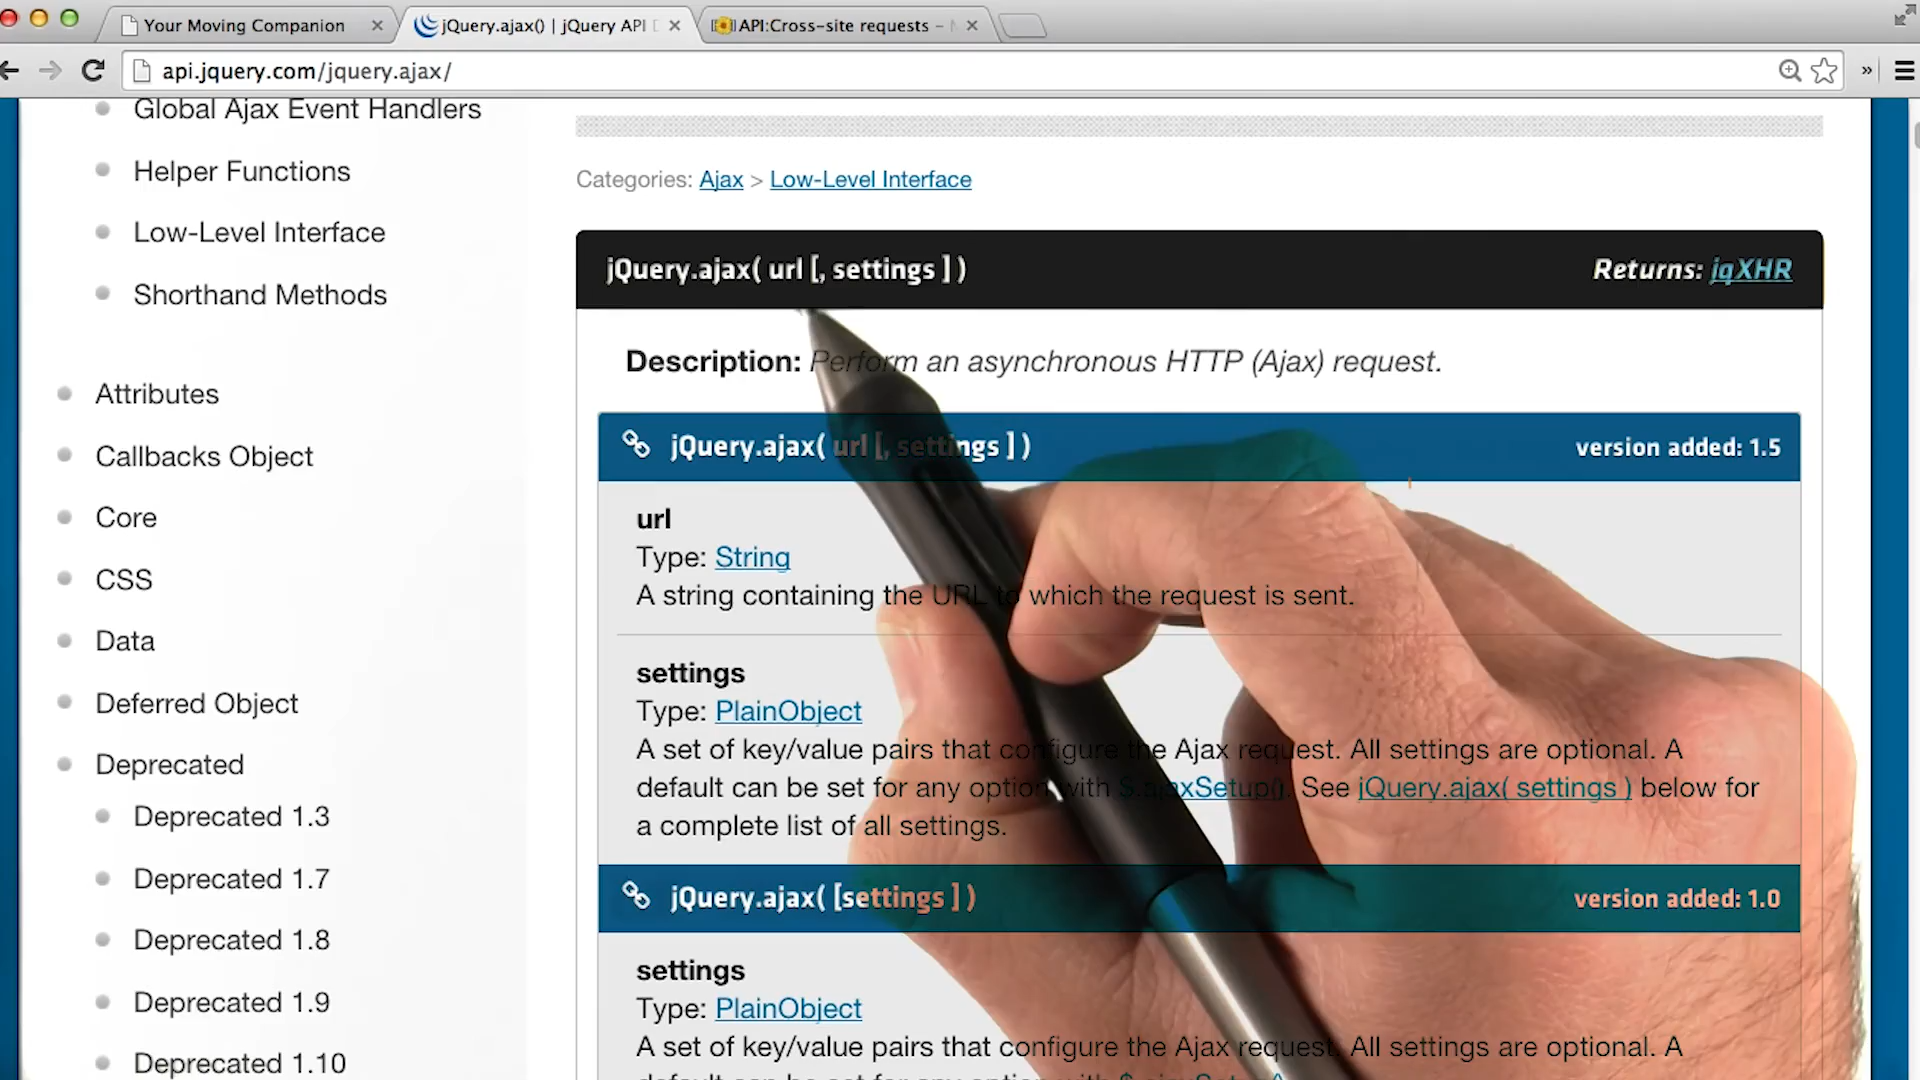 Your Moving Companion
jQuery.ajax() | jQuery API
API:Cross-site requests –
api.jquery.com/jquery.ajax/
»
Global Ajax Event Handlers
Helper Functions
Low-Level Interface
Shorthand Methods
Attributes
Callbacks Object
Core
CSS
Data
Deferred Object
Deprecated
Deprecated 1.3
Deprecated 1.7
Deprecated 1.8
Deprecated 1.9
Deprecated 1.10
Categories: Ajax > Low-Level Interface
jQuery.ajax( url [, settings ] )
Returns: jqXHR
Description: Perform an asynchronous HTTP (Ajax) request.
jQuery.ajax( url [, settings ] )
version added: 1.5
url
Type: String
A string containing the URL to which the request is sent.
settings
Type: PlainObject
A set of key/value pairs that configure the Ajax request. All settings are optional. A
default can be set for any option with $.ajaxSetup(). See jQuery.ajax( settings ) below for
a complete list of all settings.
jQuery.ajax( [settings ] )
version added: 1.0
settings
Type: PlainObject
A set of key/value pairs that configure the Ajax request. All settings are optional. A